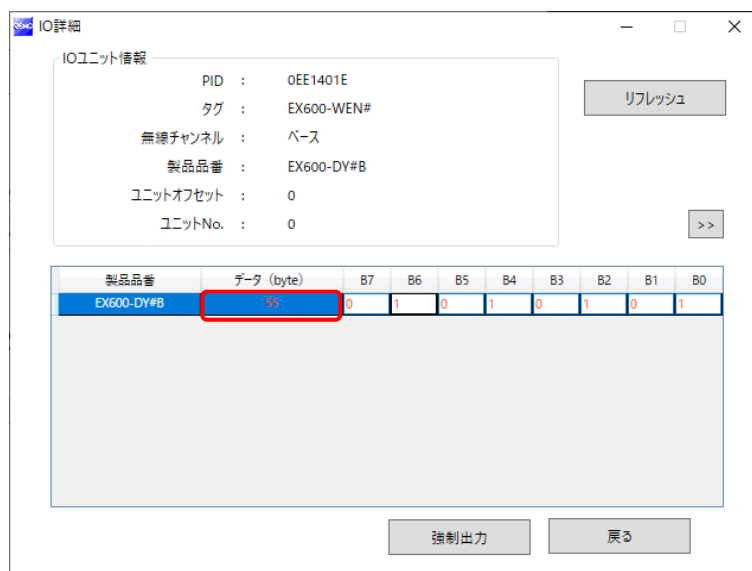 IO詳細
IOユニット情報
PID : 0EE1401E
タグ : EX600-WEN#
無線チャンネル : ベース
製品品番 : EX600-DY#B
ユニットオフセット : 0
ユニットNo. : 0
リフレッシュ
>>
製品品番 データ (byte) B7 B6 B5 B4 B3 B2 B1 B0
EX600-DY#B 55 0 1 0 1 0 1 0 1
強制出力 戻る